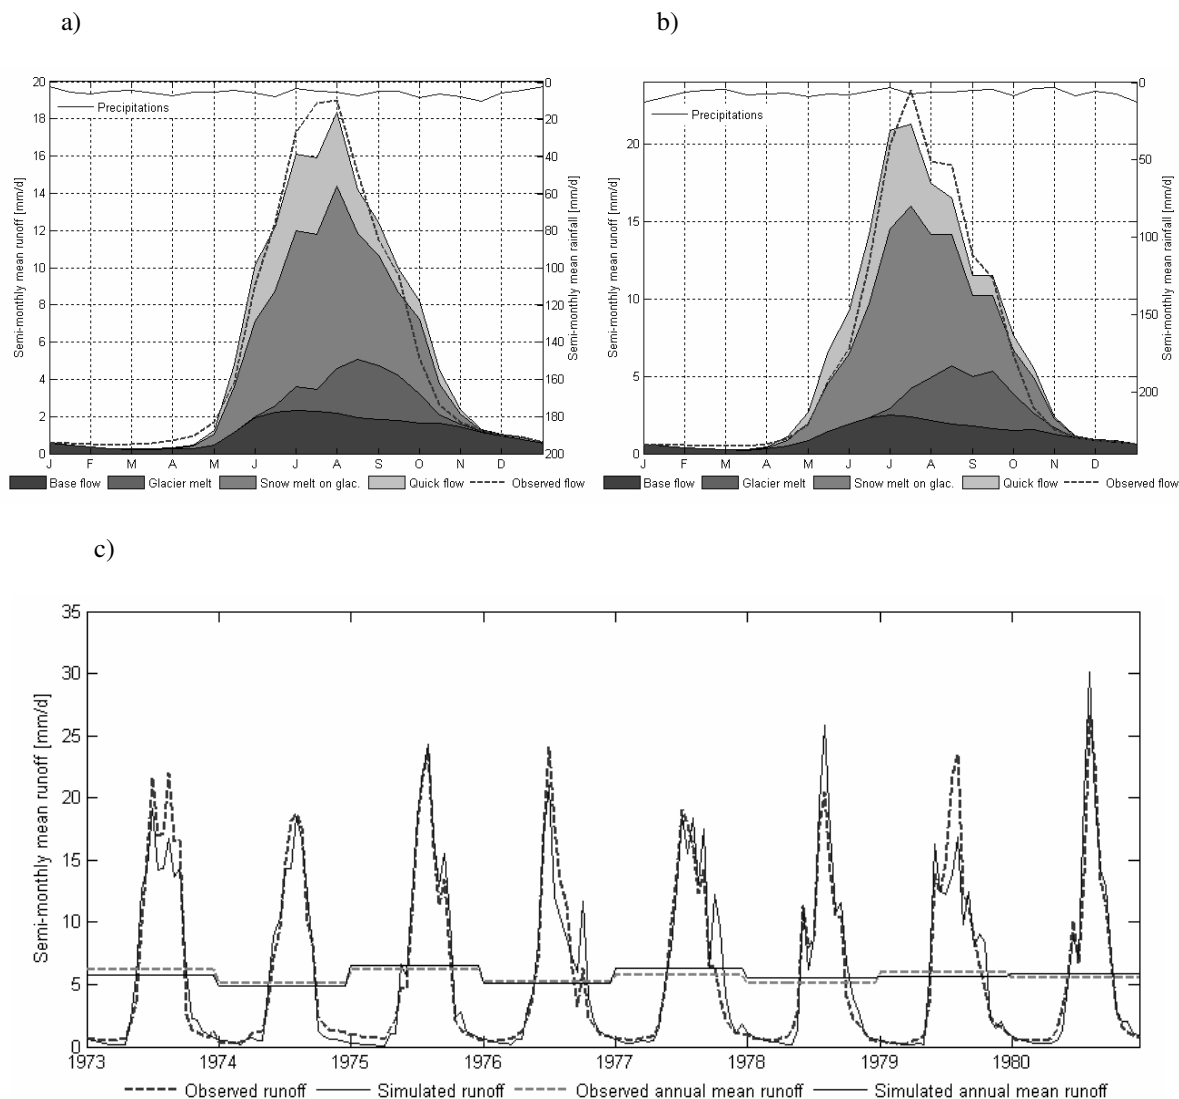 a)
b)
20
18
16
14
12
10
8
6
4
2
0
Semi-monthly mean runoff [mm/d]
Precipitations
0
20
40
60
80
100
120
140
160
180
200
Semi-monthly mean rainfall [mm/d]
J F M A M J J A S O N D
Base flow Glacier melt Snow melt on glac. Quick flow Observed flow
20
15
10
5
0
Semi-monthly mean runoff [mm/d]
Precipitations
0
50
100
150
200
Semi-monthly mean rainfall [mm/d]
J F M A M J J A S O N D
Base flow Glacier melt Snow melt on glac. Quick flow Observed flow
c)
35
30
25
20
15
10
5
0
Semi-monthly mean runoff [mm/d]
1973 1974 1975 1976 1977 1978 1979 1980
Observed runoff Simulated runoff Observed annual mean runoff Simulated annual mean runoff